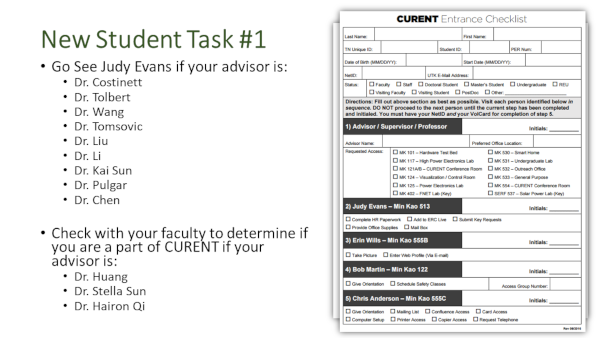 New Student Task #1
• Go See Judy Evans if your advisor is:
• Dr. Costinett
• Dr. Tolbert
• Dr. Wang
• Dr. Tomsovic
• Dr. Liu
• Dr. Li
• Dr. Kai Sun
• Dr. Pulgar
• Dr. Chen
• Check with your faculty to determine if
you are a part of CURENT if your
advisor is:
• Dr. Huang
• Dr. Stella Sun
• Dr. Hairon Qi
CURENT Entrance Checklist
Last Name: First Name:
TN Unique ID: Student ID: PER Num:
Date of Birth (MM/DD/YY): Start Date (MM/DD/YY):
NetID: UTK E-Mail Address:
Status: ☐ Faculty ☐ Staff ☐ Doctoral Student ☐ Master's Student ☐ Undergraduate ☐ REU
☐ Visiting Faculty ☐ Visiting Student ☐ PostDoc ☐ Other:
Directions: Fill out above section as best as possible. Visit each person identified below in
sequence. DO NOT proceed to the next person until the current step has been completed
and initialed. You must have your NetID and your VolCard for completion of step 5.
1) Advisor / Supervisor / Professor Initials:
Advisor Name: Preferred Office Location:
Requested Access: ☐ MK 101 – Hardware Test Bed ☐ MK 530 – Smart Home
☐ MK 117 – High Power Electronics Lab ☐ MK 531 – Undergraduate Lab
☐ MK 121A/B – CURENT Conference Room ☐ MK 532 – Outreach Office
☐ MK 124 – Visualization / Control Room ☐ MK 533 – General Purpose
☐ MK 125 – Power Electronics Lab ☐ MK 554 – CURENT Conference Room
☐ MK 402 – FNET Lab (Key) ☐ SERF 537 – Solar Power Lab (Key)
2) Judy Evans – Min Kao 513 Initials:
☐ Complete HR Paperwork ☐ Add to ERC Live ☐ Submit Key Requests
☐ Provide Office Supplies ☐ Mail Box
3) Erin Wills – Min Kao 555B Initials:
☐ Take Picture ☐ Enter Web Profile (Via E-mail)
4) Bob Martin – Min Kao 122 Initials:
☐ Give Orientation ☐ Schedule Safety Classes Access Group Number:
5) Chris Anderson – Min Kao 555C Initials:
☐ Give Orientation ☐ Mailing List ☐ Confluence Access ☐ Card Access
☐ Computer Setup ☐ Printer Access ☐ Copier Access ☐ Request Telephone